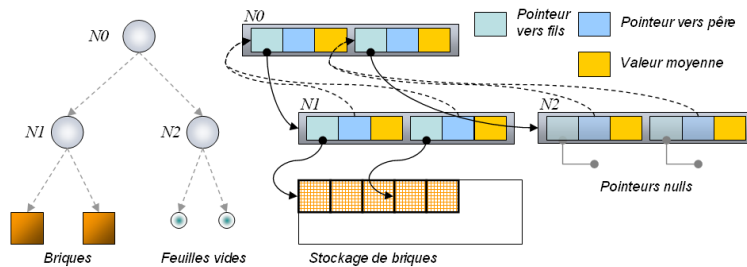 N0
N1
N2
Briques
Feuilles vides
N0
Pointeur
vers fils
Pointeur vers père
Valeur moyenne
N1
N2
Pointeurs nulls
Stockage de briques